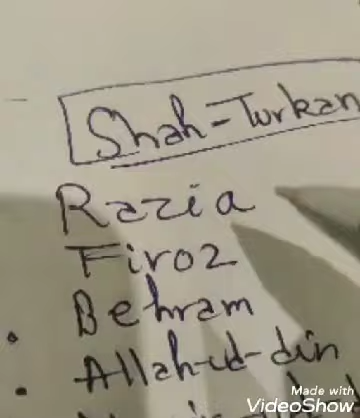 Shah-Turkan
Razia
Firoz
Behram
Allah-ud-din
Made with
VideoShow